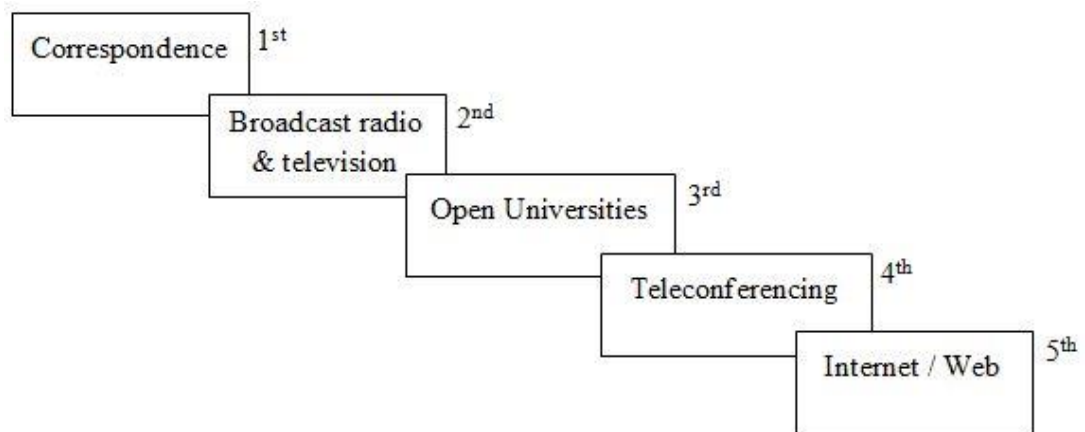 Correspondence
1st
Broadcast radio
& television
2nd
Open Universities
3rd
Teleconferencing
4th
Internet / Web
5th